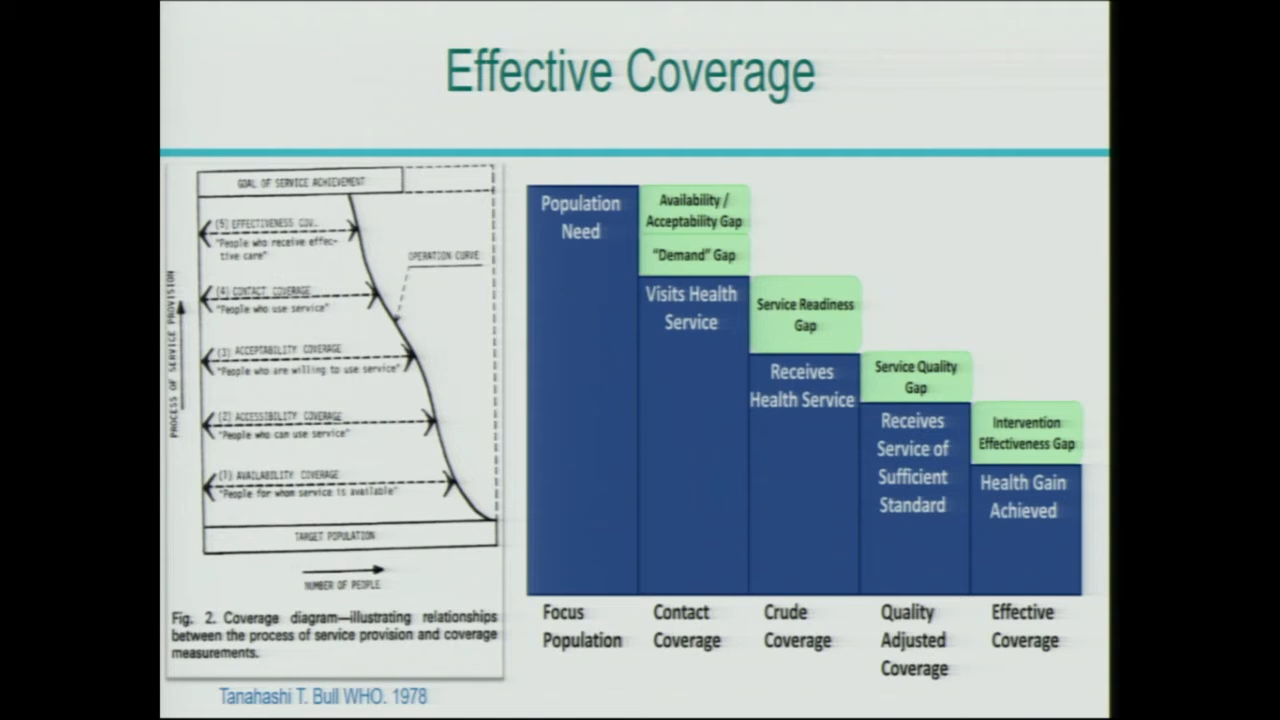 Effective Coverage
GOAL OF SERVICE ACHIEVEMENT
(5) EFFECTIVENESS COV.
"People who receive effec-
tive care"
OPERATION CURVE
(4) CONTACT COVERAGE
"People who use service"
(3) ACCEPTABILITY COVERAGE
"People who are willing to use service"
(2) ACCESSIBILITY COVERAGE
"People who can use service"
(1) AVAILABILITY COVERAGE
"People for whom service is available"
TARGET POPULATION
NUMBER OF PEOPLE
PROCESS OF SERVICE PROVISION
Fig. 2. Coverage diagram—illustrating relationships
between the process of service provision and coverage
measurements.
Tanahashi T. Bull WHO. 1978
Population
Need
Availability /
Acceptability Gap
"Demand" Gap
Visits Health
Service
Service Readiness
Gap
Receives
Health Service
Service Quality
Gap
Receives
Service of
Sufficient
Standard
Intervention
Effectiveness Gap
Health Gain
Achieved
Focus
Population
Contact
Coverage
Crude
Coverage
Quality
Adjusted
Coverage
Effective
Coverage